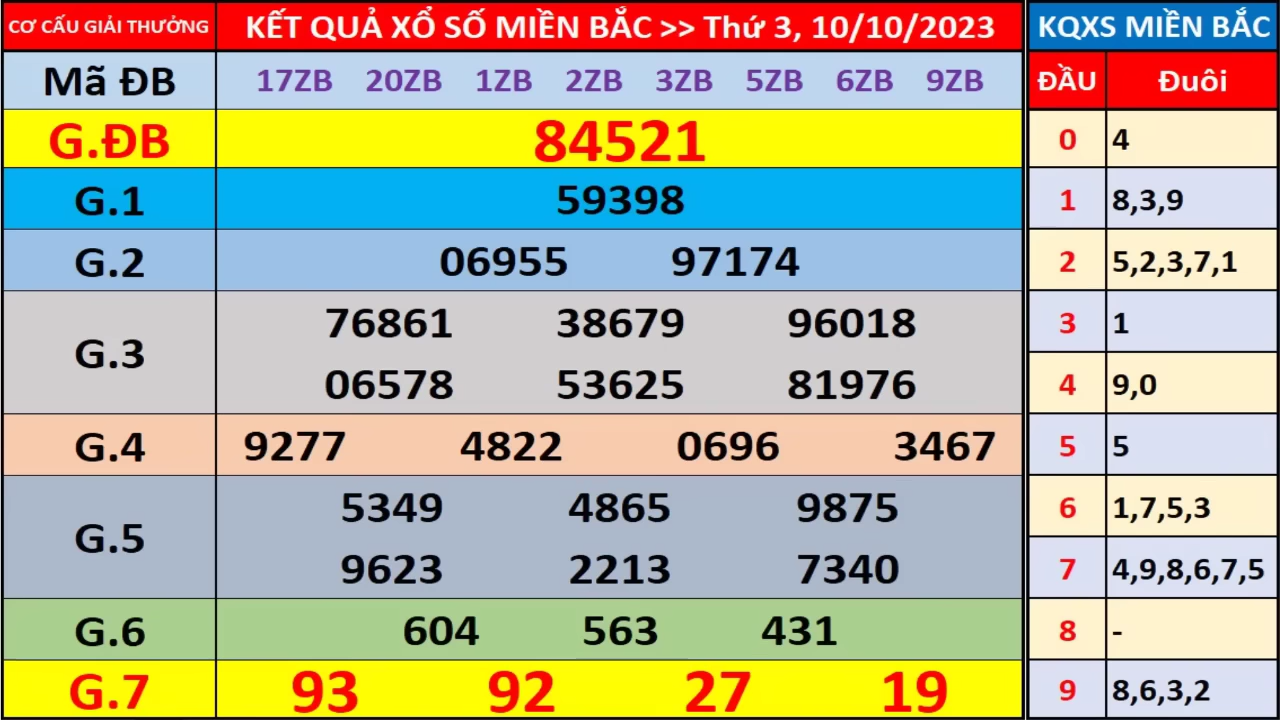 CƠ CẤU GIẢI THƯỞNG KẾT QUẢ XỔ SỐ MIỀN BẮC >> Thứ 3, 10/10/2023 KQXS MIỀN BẮC
Mã ĐB 17ZB 20ZB 1ZB 2ZB 3ZB 5ZB 6ZB 9ZB ĐẦU Đuôi
G.ĐB 84521 0 4
G.1 59398 1 8,3,9
G.2 06955 97174 2 5,2,3,7,1
G.3 76861 38679 96018 3 1
06578 53625 81976 4 9,0
G.4 9277 4822 0696 3467 5 5
G.5 5349 4865 9875 6 1,7,5,3
9623 2213 7340 7 4,9,8,6,7,5
G.6 604 563 431 8 -
G.7 93 92 27 19 9 8,6,3,2